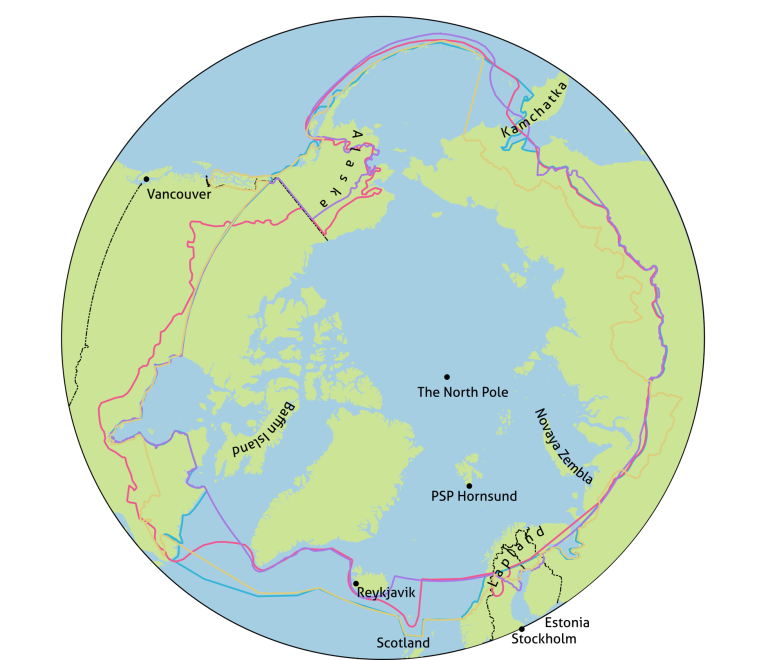 Kamchatka
Alaska
Vancouver
The North Pole
Baffin Island
Novaya Zembla
PSP Hornsund
Lapland
Reykjavik
Estonia
Scotland
Stockholm